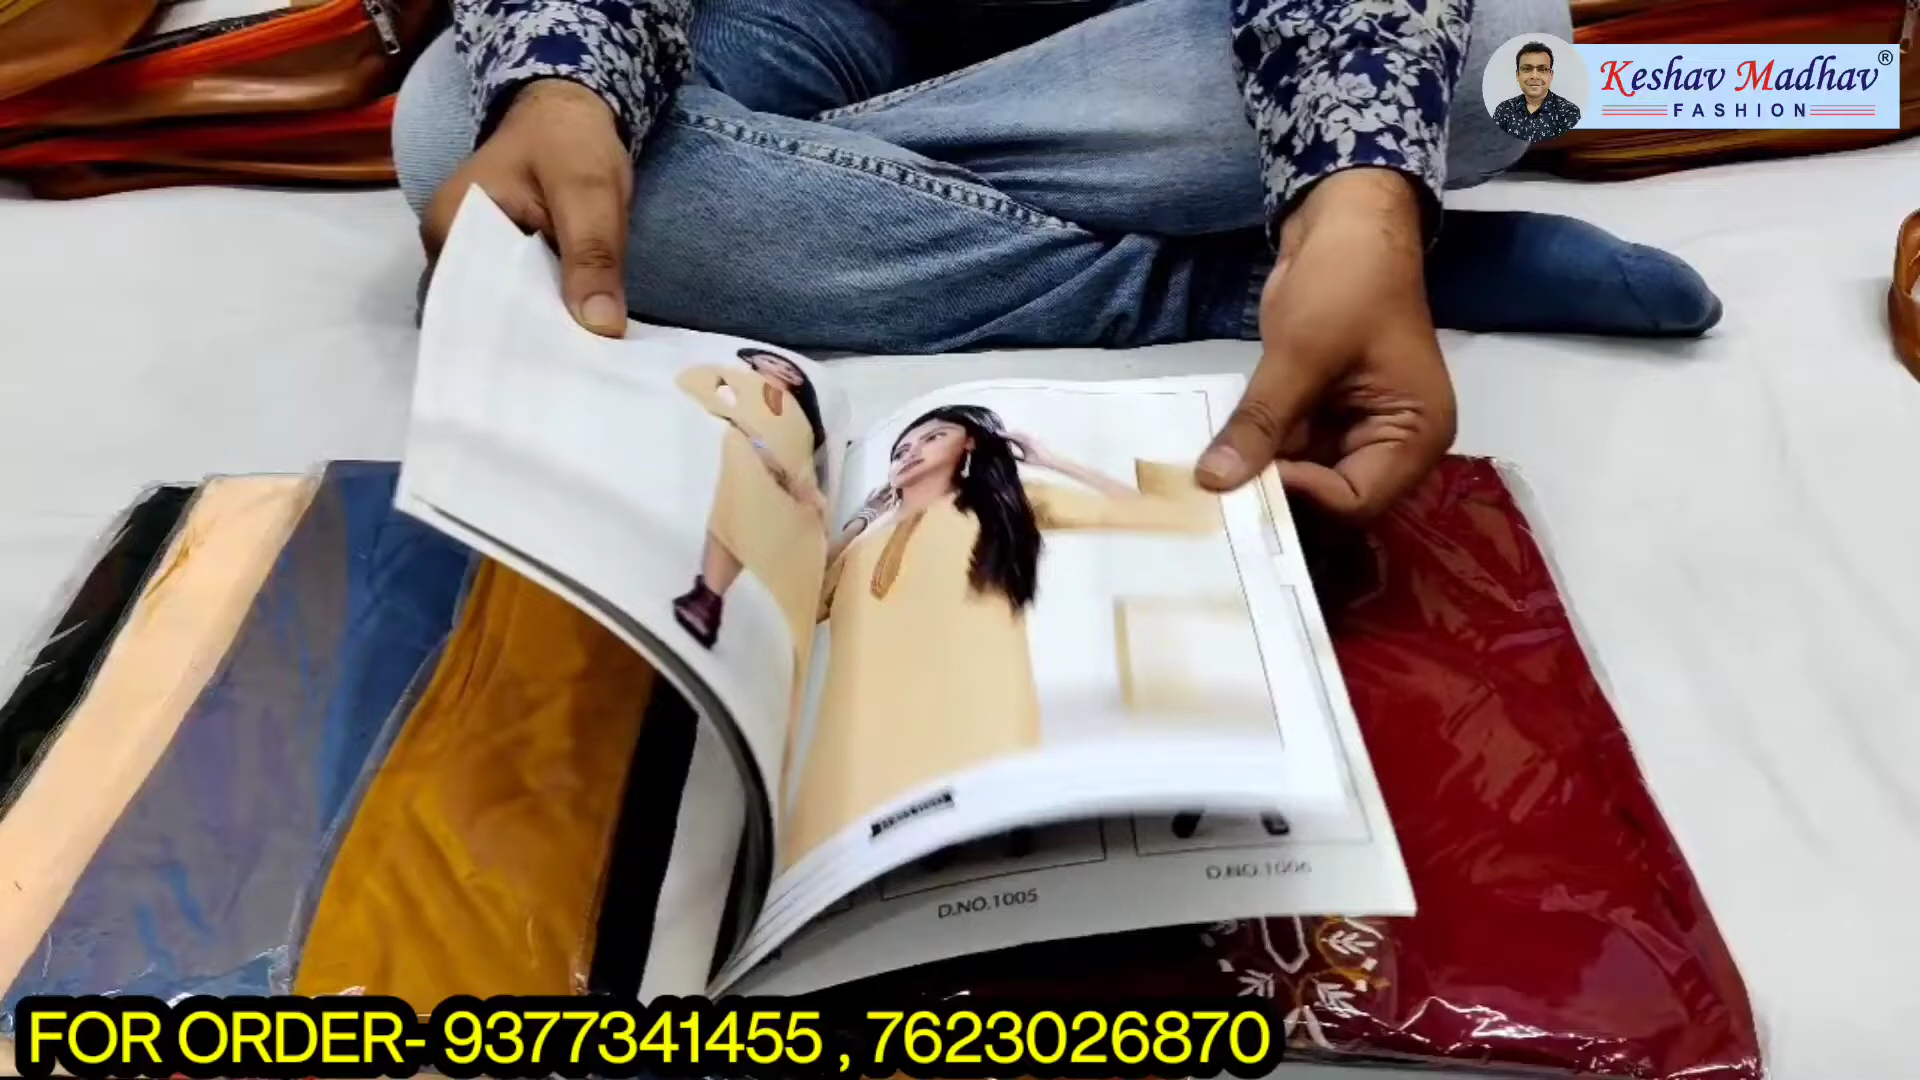 Keshav Madhav®
FASHION
D.NO.1005
D.NO.1006
FOR ORDER- 9377341455 , 7623026870